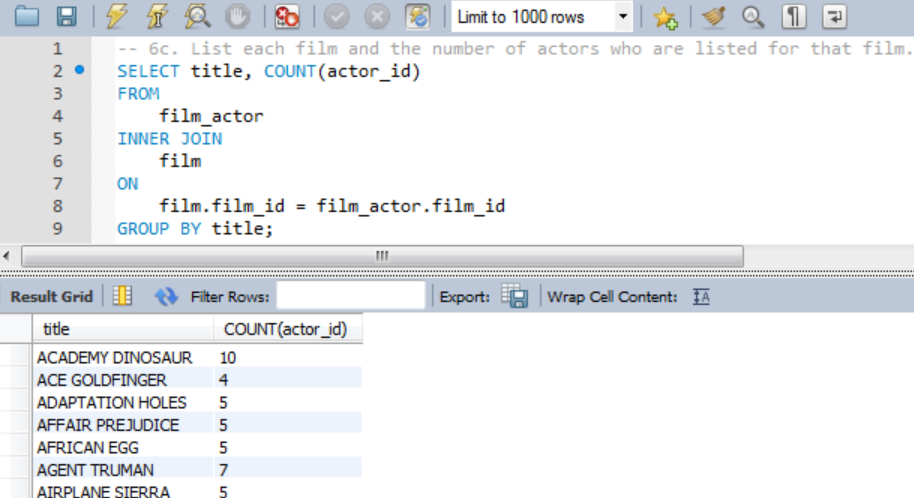 Limit to 1000 rows
1 -- 6c. List each film and the number of actors who are listed for that film.
2 SELECT title, COUNT(actor_id)
3 FROM
4 film_actor
5 INNER JOIN
6 film
7 ON
8 film.film_id = film_actor.film_id
9 GROUP BY title;
Result Grid Filter Rows: Export: Wrap Cell Content: IA
title COUNT(actor_id)
ACADEMY DINOSAUR 10
ACE GOLDFINGER 4
ADAPTATION HOLES 5
AFFAIR PREJUDICE 5
AFRICAN EGG 5
AGENT TRUMAN 7
AIRPLANE SIERRA 5